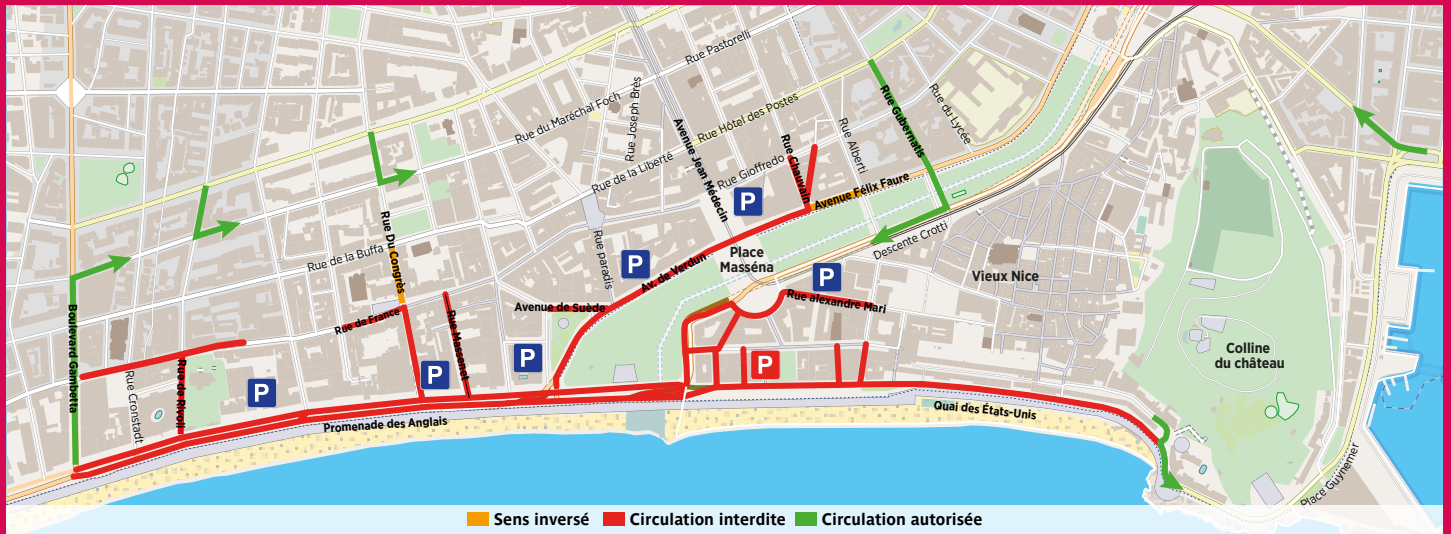 Rue Pastorelli
Rue du Maréchal Foch
Rue Joseph Brès
Rue Hôtel des Postes
Rue Gubernatis
Rue du Lycée
Avenue Jean Médecin
Rue de la Liberté
Rue Gioffredo
Rue Chauvain
Rue Alberti
Avenue Félix Faure
P
Rue Du Congrès
Rue de la Buffa
Rue paradis
Place
Masséna
Descente Crotti
P
Av. de Verdun
P
Vieux Nice
Rue alexandre Mari
Avenue de Suède
Boulevard Gambetta
Rue de France
Rue Massenet
Rue de Rivoli
Rue Cronstadt
P
P
P
P
Colline
du château
Quai des États-Unis
Promenade des Anglais
Place Guynemer
Sens inversé
Circulation interdite
Circulation autorisée